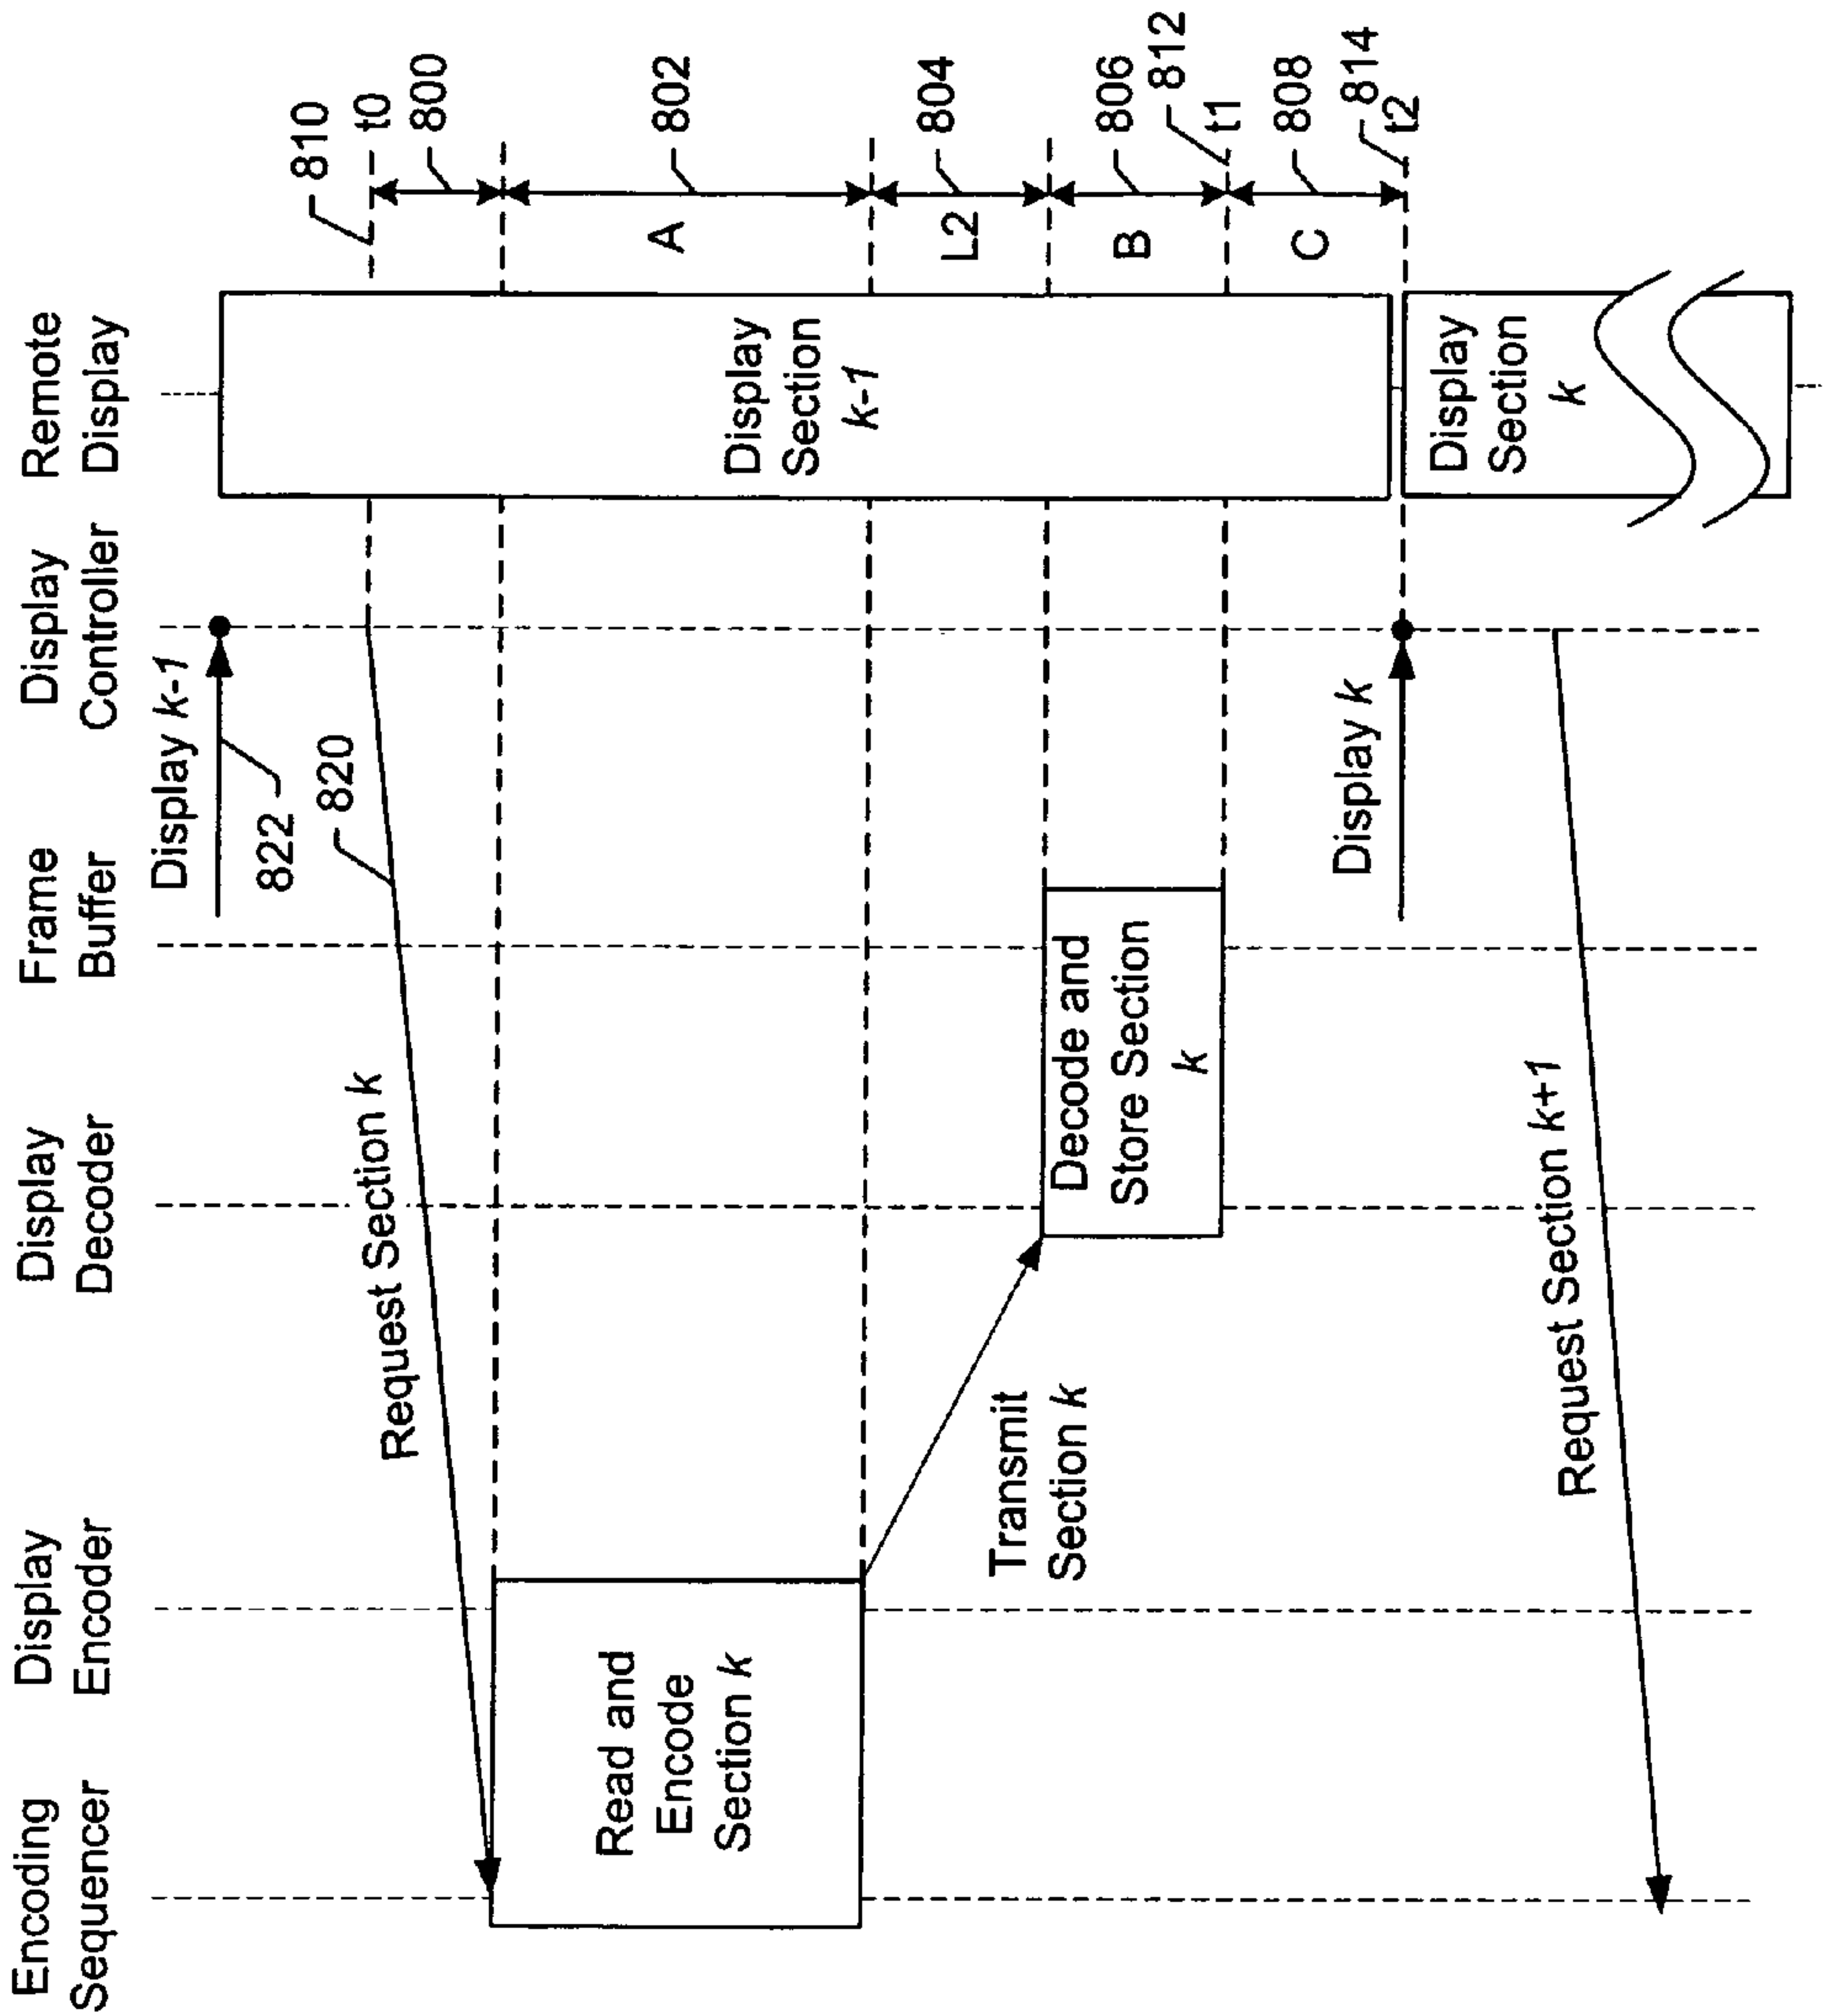 Encoding
Sequencer
Display
Encoder
Display
Decoder
Frame
Buffer
Display
Controller
Remote
Display
Display k-1
822
820
Request Section k
810
t0
800
Read and
Encode
Section k
A
802
Display
Section
k-1
Transmit
Section k
L2
804
Decode and
Store Section
k
B
806
812
t1
C
808
814
t2
Display k
Display
Section
k
Request Section k+1